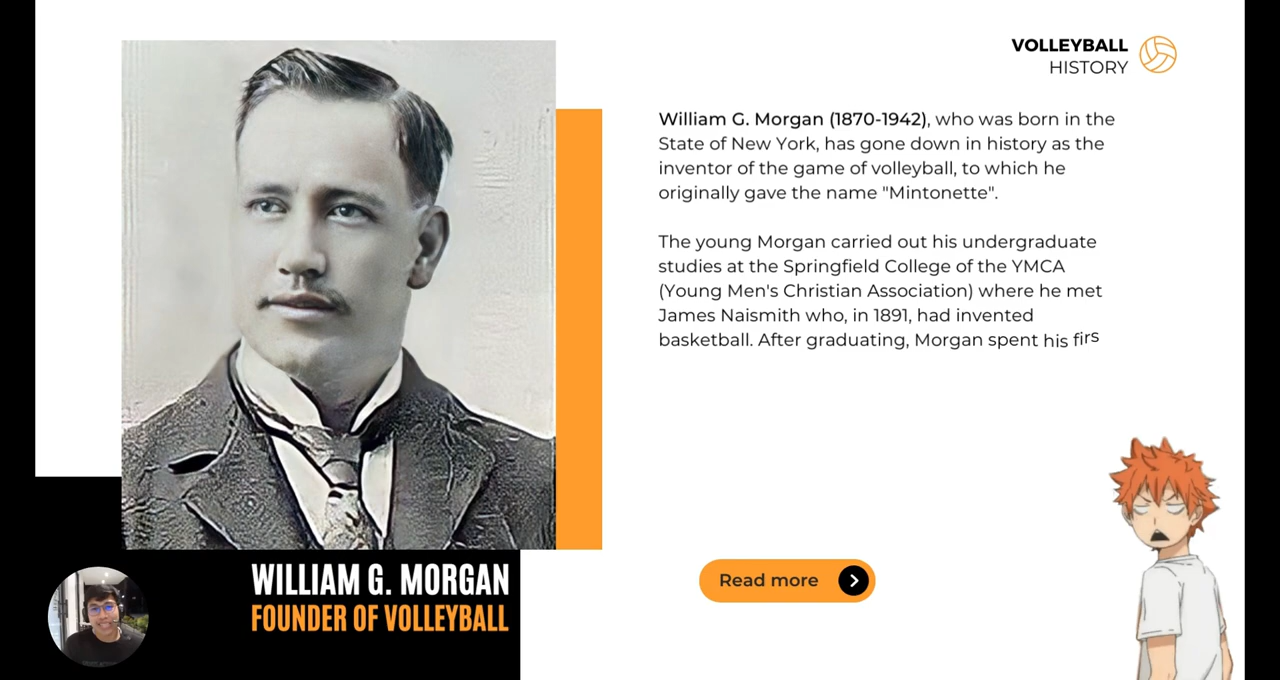 VOLLEYBALL
HISTORY
William G. Morgan (1870-1942), who was born in the
State of New York, has gone down in history as the
inventor of the game of volleyball, to which he
originally gave the name "Mintonette".
The young Morgan carried out his undergraduate
studies at the Springfield College of the YMCA
(Young Men's Christian Association) where he met
James Naismith who, in 1891, had invented
basketball. After graduating, Morgan spent his firs
Read more
WILLIAM G. MORGAN
FOUNDER OF VOLLEYBALL